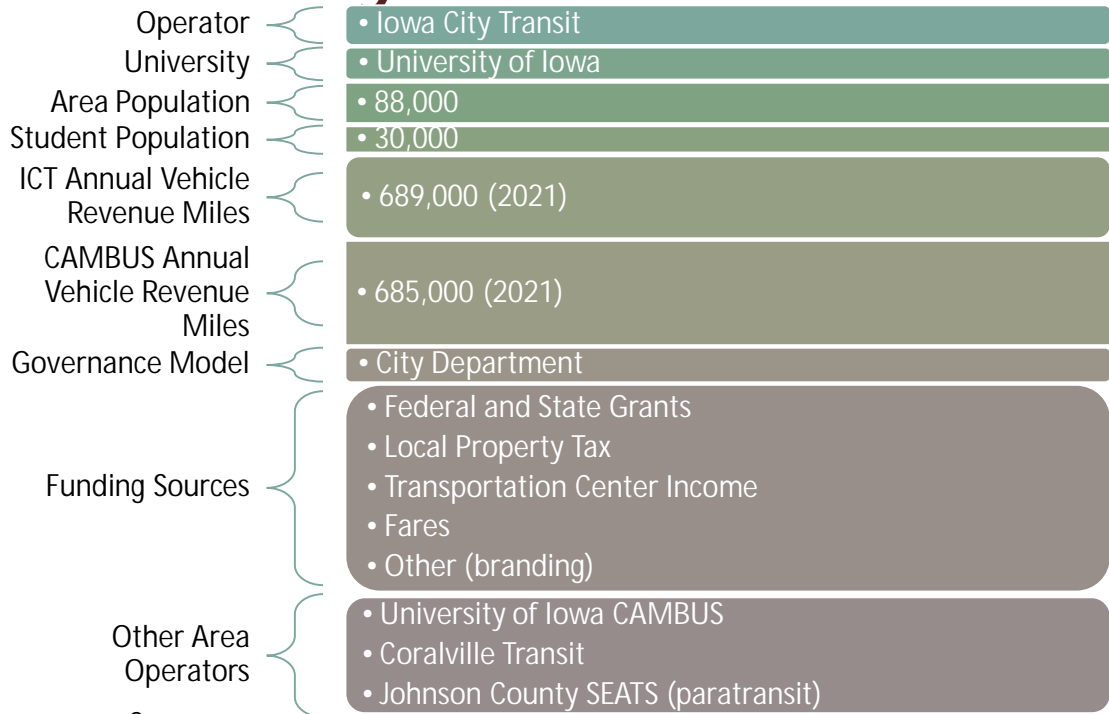 Operator
• Iowa City Transit
University
• University of Iowa
Area Population
• 88,000
Student Population
• 30,000
ICT Annual Vehicle
Revenue Miles
• 689,000 (2021)
CAMBUS Annual
Vehicle Revenue
Miles
• 685,000 (2021)
Governance Model
• City Department
Funding Sources
• Federal and State Grants
• Local Property Tax
• Transportation Center Income
• Fares
• Other (branding)
Other Area
Operators
• University of Iowa CAMBUS
• Coralville Transit
• Johnson County SEATS (paratransit)